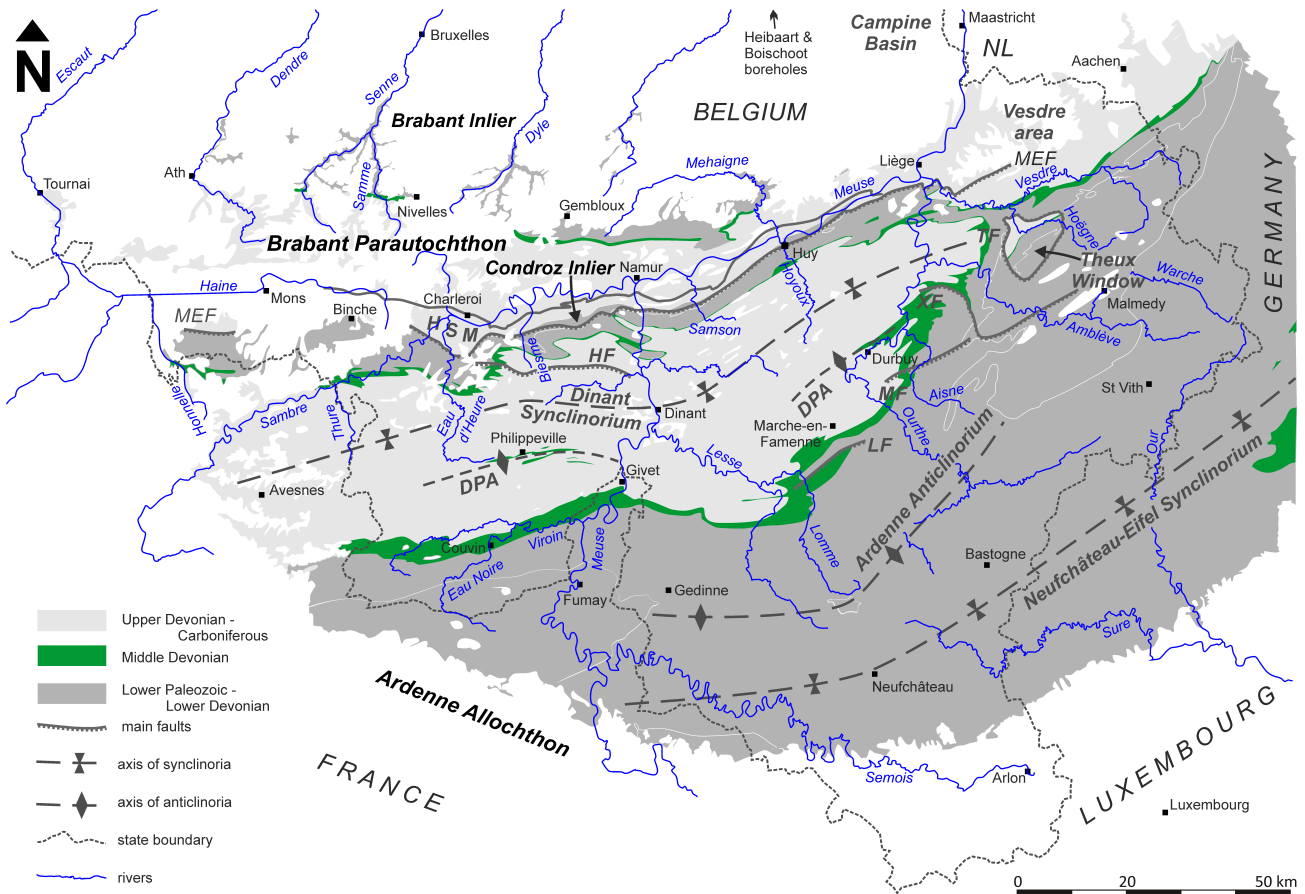 N
Escaut
Dendre
Bruxelles
Senne
Brabant Inlier
Dyle
Heibaart &
Boischoot
boreholes
Campine
Basin
Maastricht
NL
Aachen
BELGIUM
Vesdre
area
Tournai
Ath
Samme
Nivelles
Gembloux
Mehaigne
Liège
Meuse
MEF
Vesdre
GERMANY
Brabant Parautochthon
Condroz Inlier
Namur
Huy
Hoyoux
TF
Hoëgne
Theux
Window
Warche
Malmedy
Haine
Mons
Binche
Charleroi
MEF
H S M
Biesme
HF
Samson
XF
Amblève
Durbuy
St Vith
Honnelle
Sambre
Thure
Eau
d'Heure
Dinant
Synclinorium
Dinant
DPA
MF
Aisne
Ourthe
Our
Marche-en-
Famenne
LF
Philippeville
DPA
Givet
Lesse
Avesnes
Ardenne Anticlinorium
Neufchâteau-Eifel Synclinorium
Couvin
Viroin
Meuse
Lomme
Eau Noire
Fumay
Gedinne
Bastogne
Sure
Neufchâteau
Ardenne Allochthon
FRANCE
Semois
Arlon
LUXEMBOURG
Luxembourg
Upper Devonian -
Carboniferous
Middle Devonian
Lower Paleozoic -
Lower Devonian
main faults
axis of synclinoria
axis of anticlinoria
state boundary
rivers
0 20 50 km